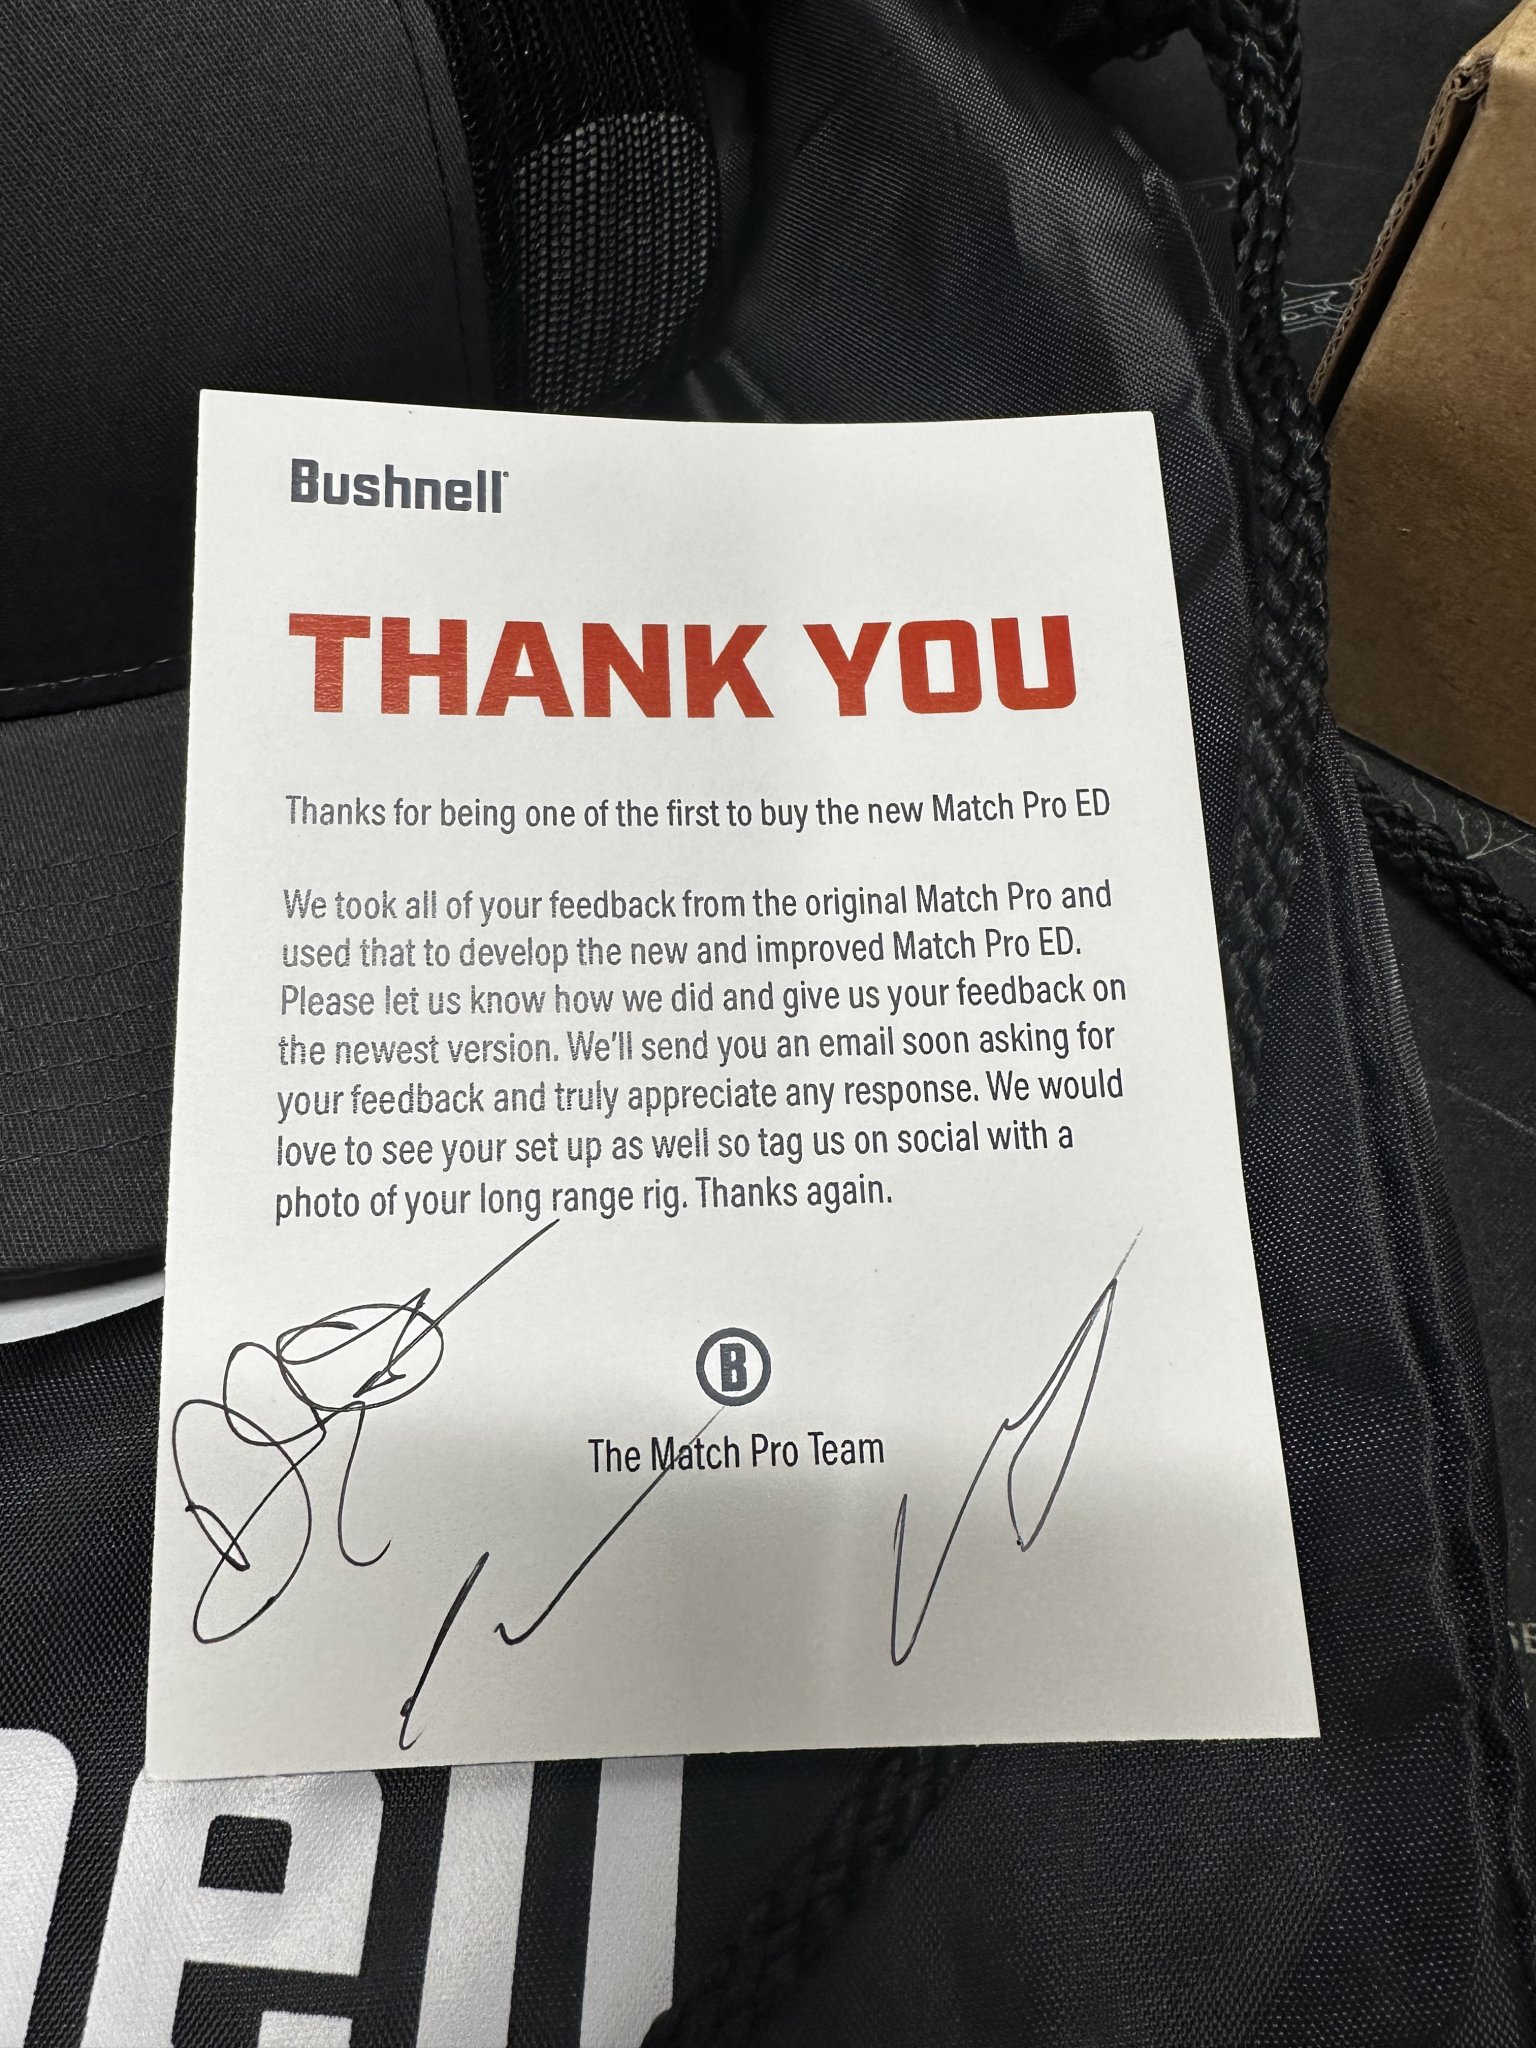 Bushnell
THANK YOU
Thanks for being one of the first to buy the new Match Pro ED
We took all of your feedback from the original Match Pro and
used that to develop the new and improved Match Pro ED.
Please let us know how we did and give us your feedback on
the newest version. We'll send you an email soon asking for
your feedback and truly appreciate any response. We would
love to see your set up as well so tag us on social with a
photo of your long range rig. Thanks again.
B
The Match Pro Team
nell